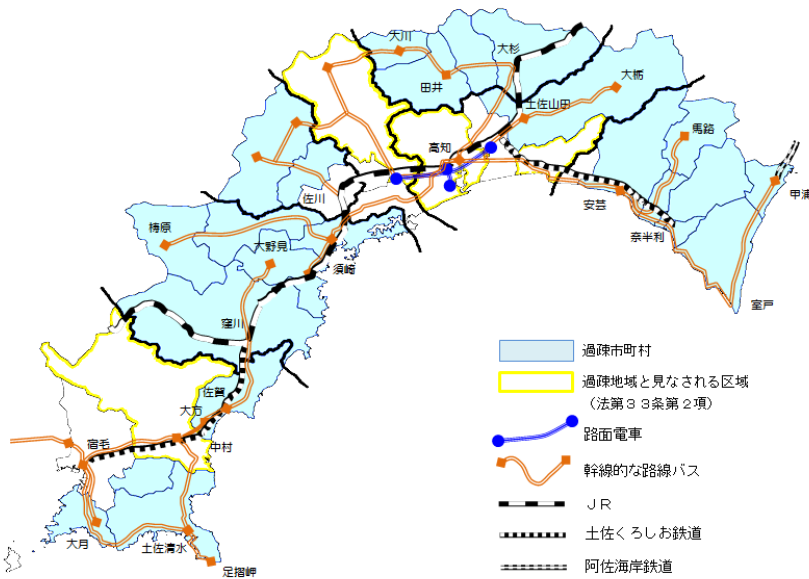 大川
大杉
田井
大栃
土佐山田
馬路
高知
甲浦
佐川
安芸
梼原
大野見
奈半利
須崎
室戸
窪川
佐賀
大方
宿毛
中村
大月
土佐清水
足摺岬
過疎市町村
過疎地域と見なされる区域
(法第33条第2項)
路面電車
幹線的な路線バス
JR
土佐くろしお鉄道
阿佐海岸鉄道